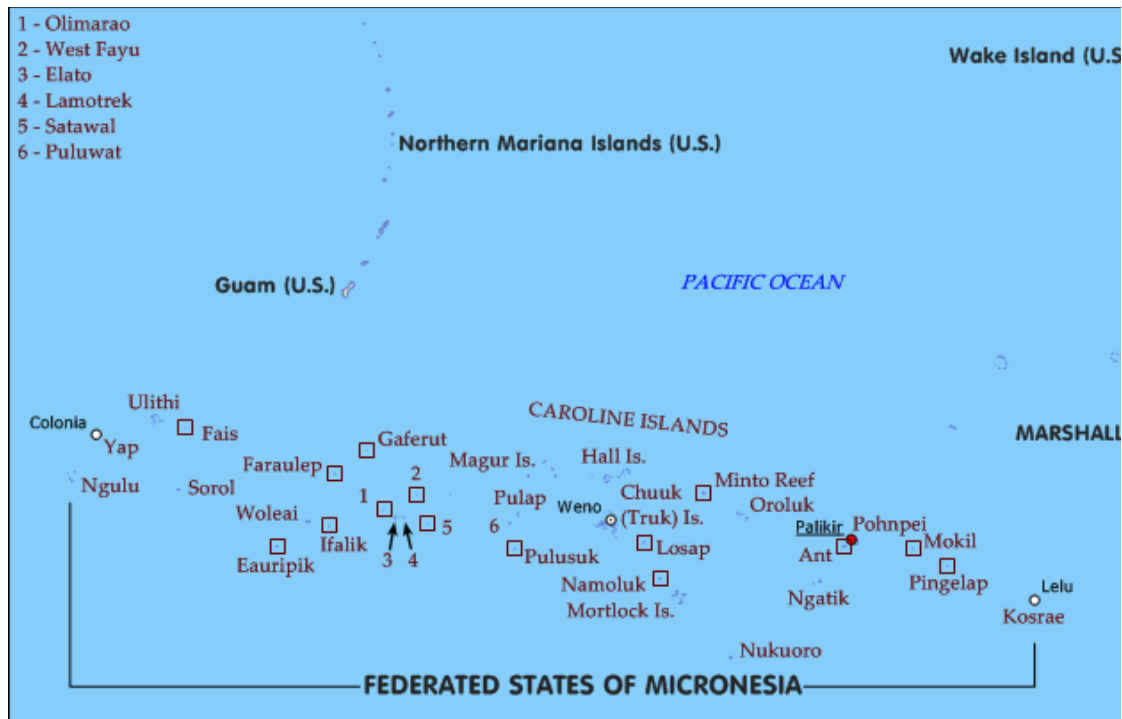 1 - Olimarao
2 - West Fayu
3 - Elato
4 - Lamotrek
5 - Satawal
6 - Puluwat
Wake Island (U.S
Northern Mariana Islands (U.S.)
Guam (U.S.)
PACIFIC OCEAN
Ulithi
CAROLINE ISLANDS
Colonia
Yap
Fais
Gaferut
MARSHALL
Faraulep
Magur Is.
Hall Is.
Ngulu
Sorol
2
Minto Reef
Chuuk
(Truk) Is.
Pulap
Oroluk
1
Woleai
Weno
5
6
Palikir
Pohnpei
Ifalik
Eauripik
3
4
Pulusuk
Losap
Ant
Mokil
Namoluk
Pingelap
Mortlock Is.
Ngatik
Lelu
Kosrae
Nukuoro
FEDERATED STATES OF MICRONESIA